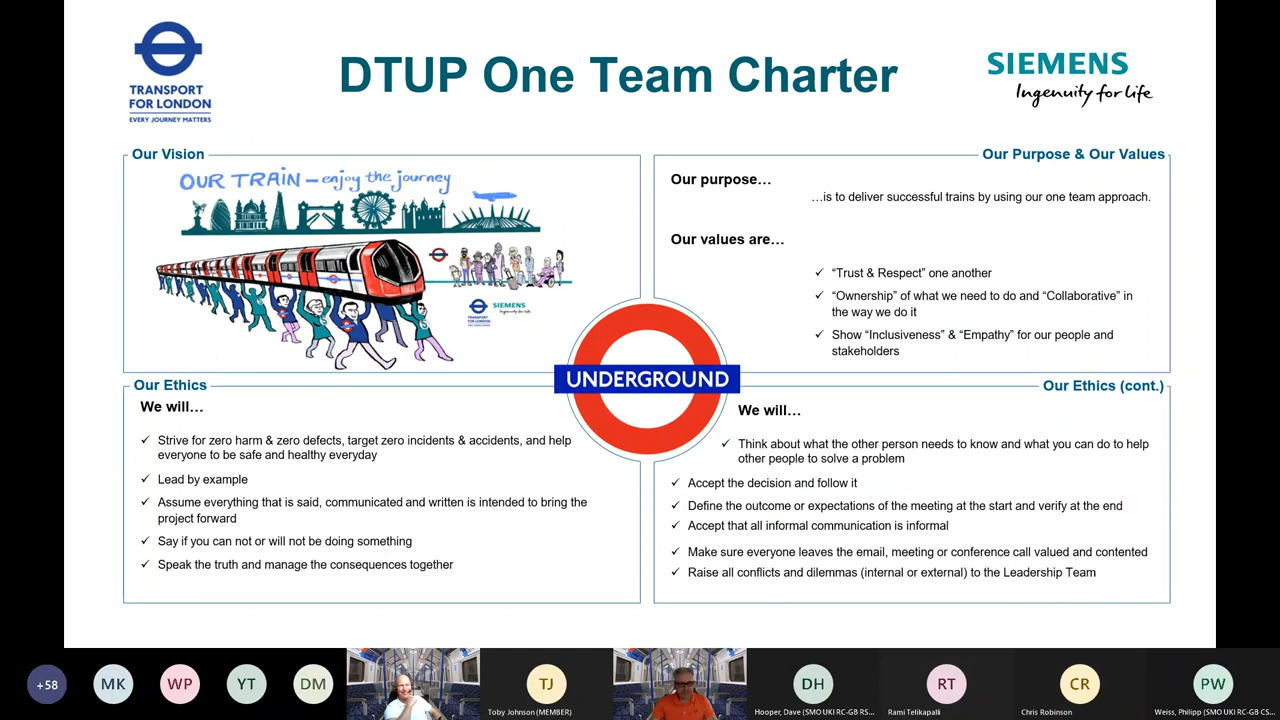 TRANSPORT
FOR LONDON
EVERY JOURNEY MATTERS
DTUP One Team Charter
SIEMENS
Ingenuity for life
Our Vision
OUR TRAIN – enjoy the journey
SIEMENS
Our Purpose & Our Values
Our purpose…
…is to deliver successful trains by using our one team approach.
Our values are…
✓ “Trust & Respect” one another
✓ “Ownership” of what we need to do and “Collaborative” in
the way we do it
✓ Show “Inclusiveness” & “Empathy” for our people and
stakeholders
UNDERGROUND
Our Ethics
We will…
✓ Strive for zero harm & zero defects, target zero incidents & accidents, and help
everyone to be safe and healthy everyday
✓ Lead by example
✓ Assume everything that is said, communicated and written is intended to bring the
project forward
✓ Say if you can not or will not be doing something
✓ Speak the truth and manage the consequences together
Our Ethics (cont.)
We will…
✓ Think about what the other person needs to know and what you can do to help
other people to solve a problem
✓ Accept the decision and follow it
✓ Define the outcome or expectations of the meeting at the start and verify at the end
✓ Accept that all informal communication is informal
✓ Make sure everyone leaves the email, meeting or conference call valued and contented
✓ Raise all conflicts and dilemmas (internal or external) to the Leadership Team
+58
MK
WP
YT
DM
TJ
Toby Johnson (MEMBER)
DH
Hooper, Dave (SMO UKI RC-GB RS...
RT
Rami Telikapalli
CR
Chris Robinson
PW
Weiss, Philipp (SMO UKI RC-GB CS...